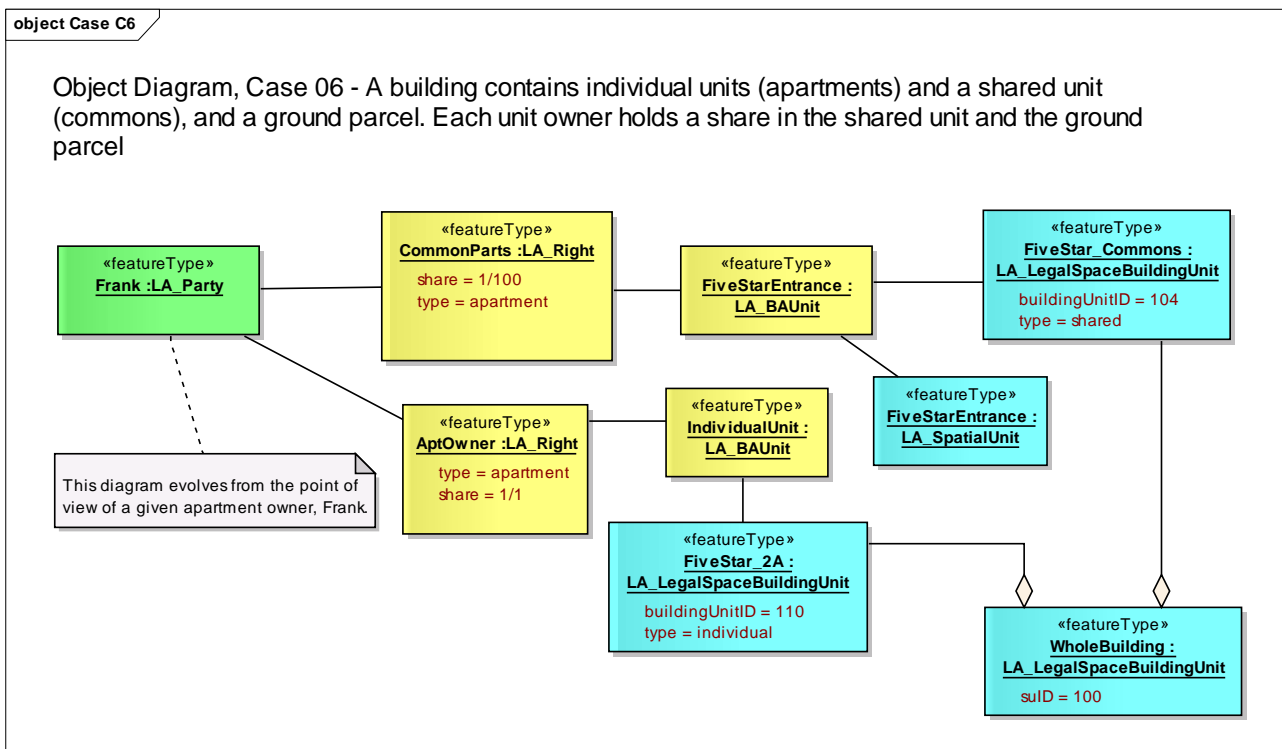 object Case C6
Object Diagram, Case 06 - A building contains individual units (apartments) and a shared unit
(commons), and a ground parcel. Each unit owner holds a share in the shared unit and the ground
parcel
«featureType»
Frank :LA_Party
«featureType»
CommonParts :LA_Right
share = 1/100
type = apartment
«featureType»
FiveStarEntrance :
LA_BAUnit
«featureType»
FiveStar_Commons :
LA_LegalSpaceBuildingUnit
buildingUnitID = 104
type = shared
«featureType»
FiveStarEntrance :
LA_SpatialUnit
«featureType»
AptOwner :LA_Right
type = apartment
share = 1/1
«featureType»
IndividualUnit :
LA_BAUnit
This diagram evolves from the point of
view of a given apartment owner, Frank.
«featureType»
FiveStar_2A :
LA_LegalSpaceBuildingUnit
buildingUnitID = 110
type = individual
«featureType»
WholeBuilding :
LA_LegalSpaceBuildingUnit
suID = 100